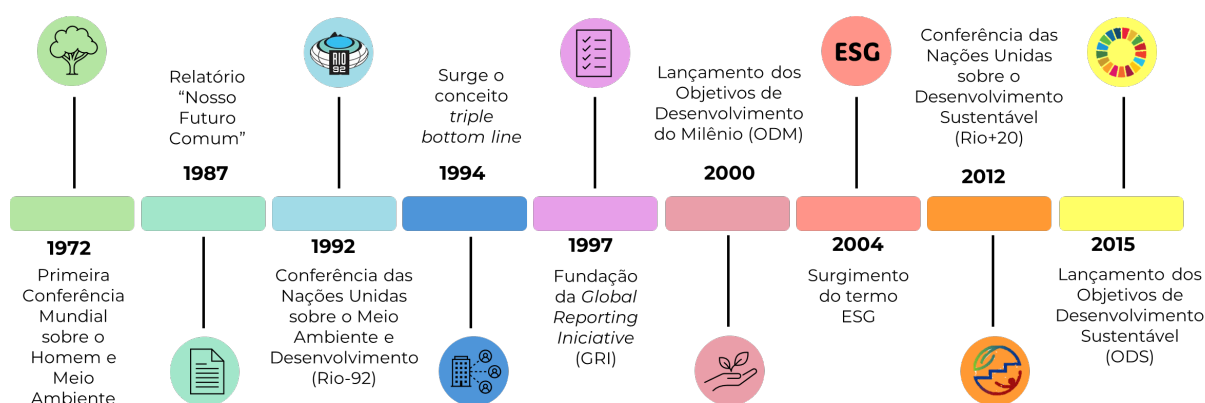 1972
Primeira
Conferência
Mundial
sobre o
Homem e
Meio
Ambiente
Relatório
“Nosso
Futuro
Comum”
1987
RIO
92
1992
Conferência das
Nações Unidas
sobre o Meio
Ambiente e
Desenvolvimento
(Rio-92)
Surge o
conceito
triple
bottom line
1994
1997
Fundação
da Global
Reporting
Iniciative
(GRI)
Lançamento dos
Objetivos de
Desenvolvimento
do Milênio (ODM)
2000
ESG
2004
Surgimento
do termo
ESG
Conferência das
Nações Unidas
sobre o
Desenvolvimento
Sustentável
(Rio+20)
2012
2015
Lançamento dos
Objetivos de
Desenvolvimento
Sustentável
(ODS)